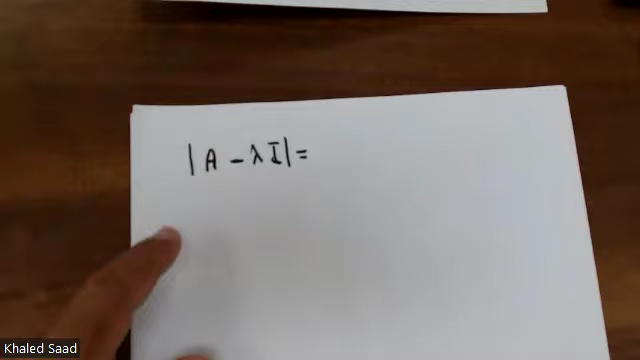 |A - λI| =
Khaled Saad